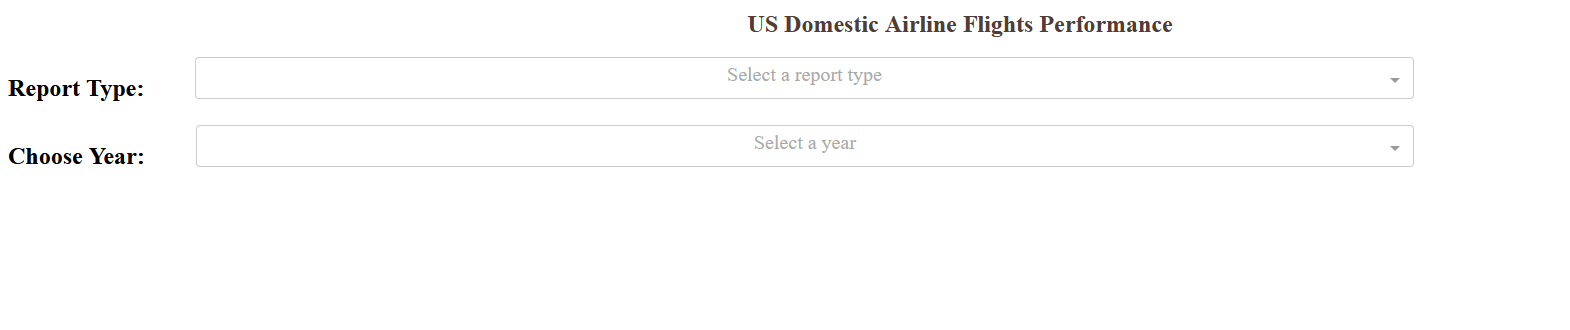 US Domestic Airline Flights Performance
Report Type:
Select a report type
Choose Year:
Select a year